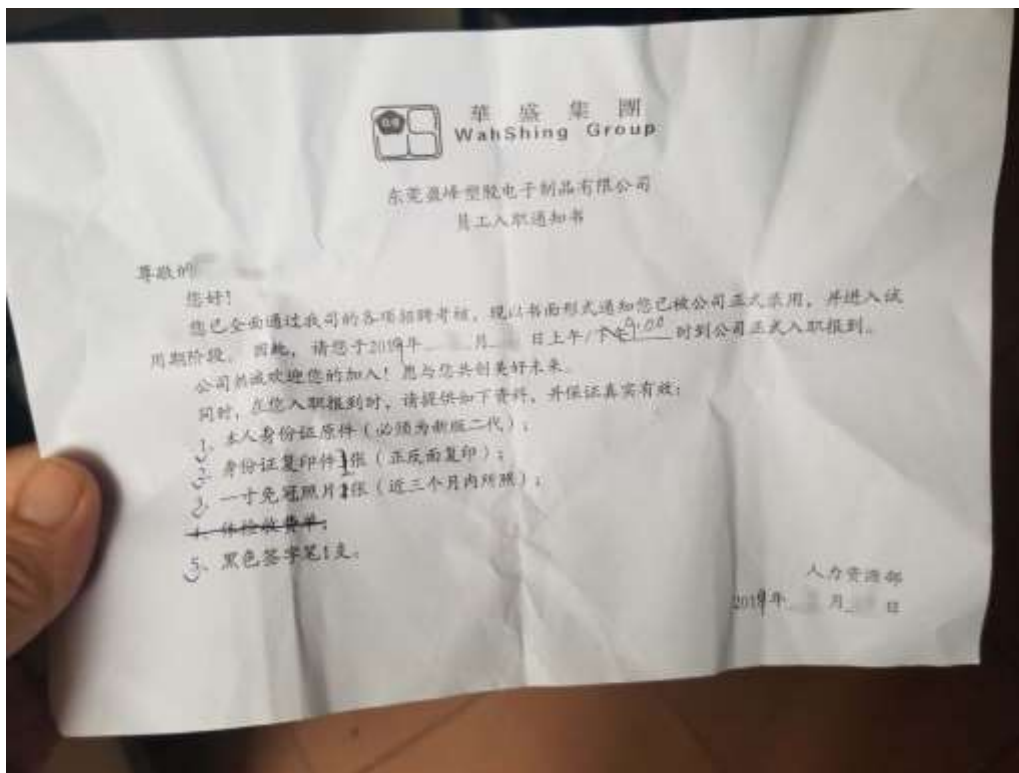 華盛集團
WahShing Group
东莞盈峰塑胶电子制品有限公司
员工入职通知书
尊敬的
您好!
您已全面通过我司的各项招聘考核,现以书面形式通知您已被公司正式录用,并进入试
用期阶段。因此,请您于2019年 月 日上午/下午9:00时到公司正式入职报到。
公司热诚欢迎您的加入!愿与您共创美好未来。
同时,在您入职报到时,请提供如下资料,并保证真实有效:
1、本人身份证原件(必须为新版二代);
2、身份证复印件1张(正反面复印);
3、一寸免冠照片1张(近三个月内所照);
4、体检收费单;
5、黑色签字笔1支。
人力资源部
2019年 月 日